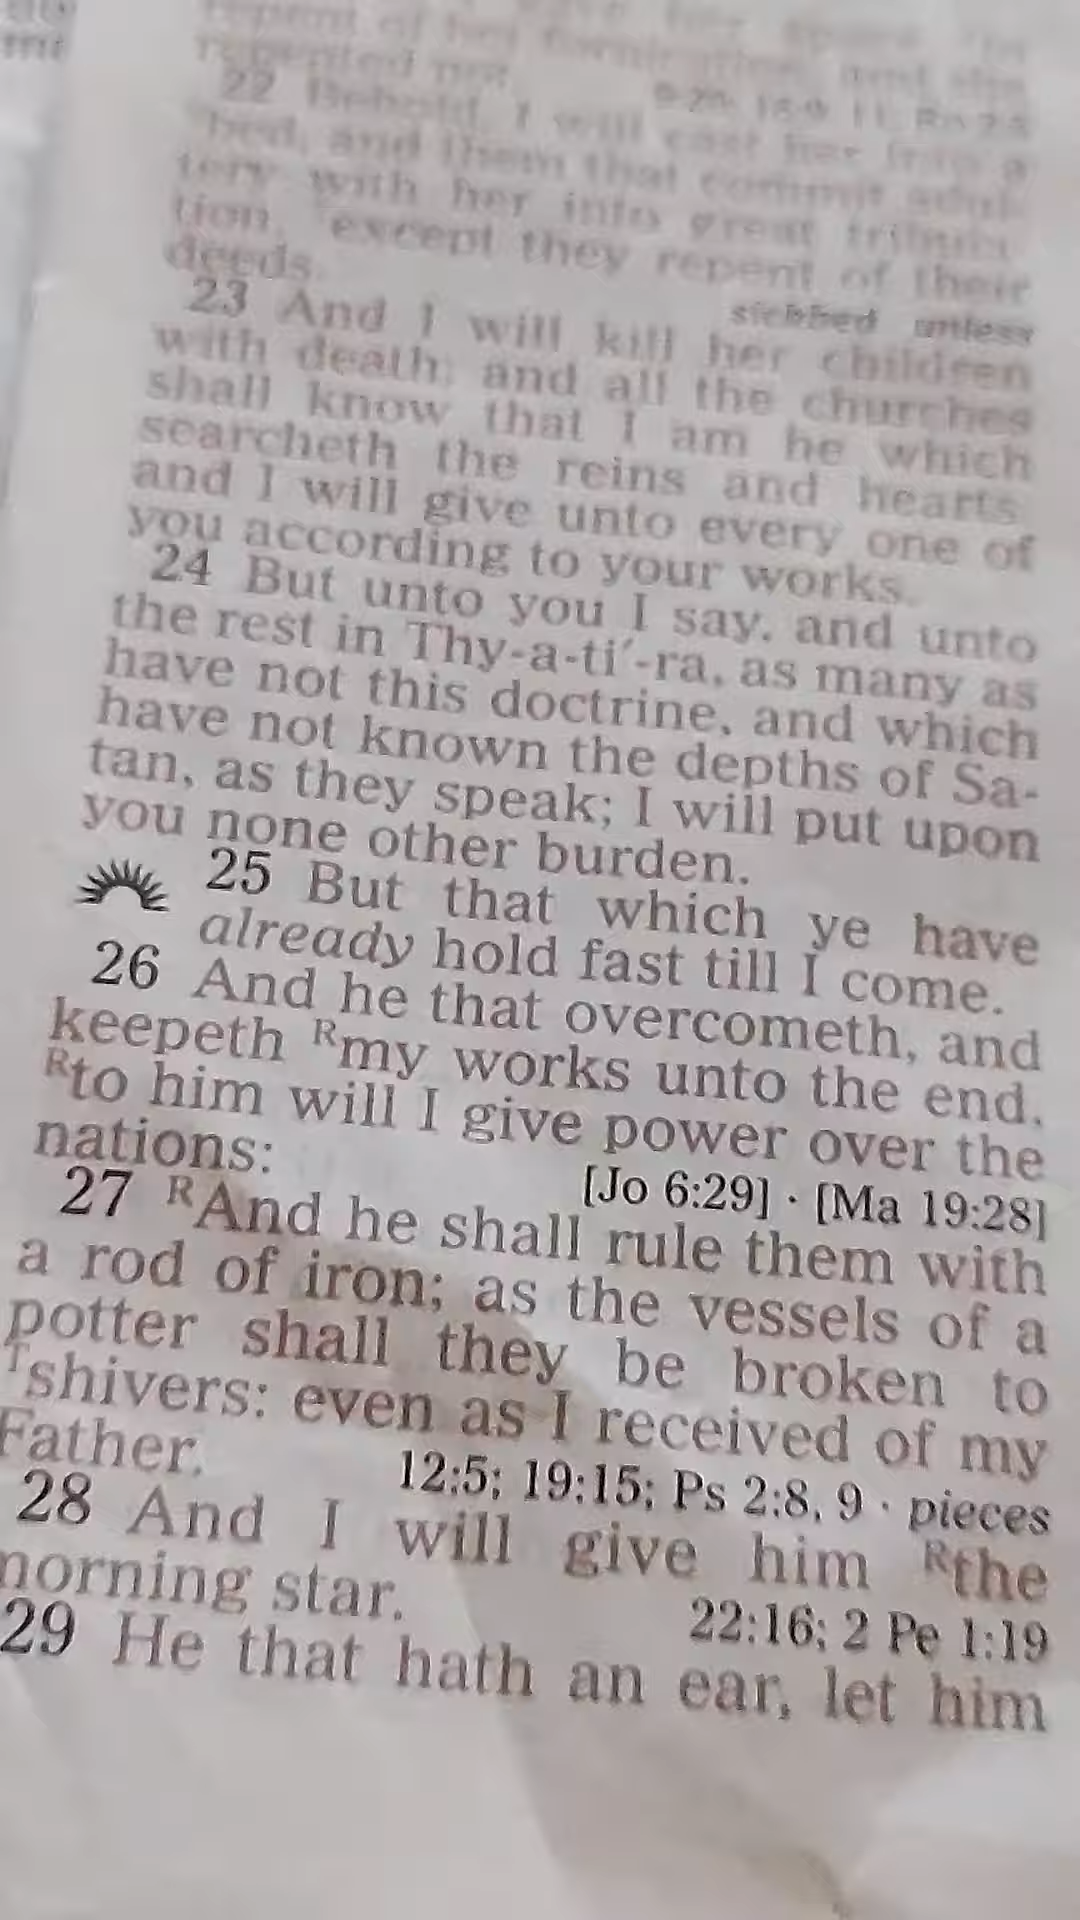 repented not.
22 Behold, I will cast her into a
bed, and them that commit adul-
tery with her into great tribula-
tion, except they repent of their
deeds.
sickbed unless
23 And I will kill her children
with death; and all the churches
shall know that I am he which
searcheth the reins and hearts:
and I will give unto every one of
you according to your works.
24 But unto you I say, and unto
the rest in Thy-a-ti′-ra, as many as
have not this doctrine, and which
have not known the depths of Sa-
tan, as they speak; I will put upon
you none other burden.
25 But that which ye have
already hold fast till I come.
26 And he that overcometh, and
keepeth ᴿmy works unto the end,
ᴿto him will I give power over the
nations:
[Jo 6:29] · [Ma 19:28]
27 ᴿAnd he shall rule them with
a rod of iron; as the vessels of a
potter shall they be broken to
ᵀshivers: even as I received of my
Father.
12:5; 19:15; Ps 2:8, 9 · pieces
28 And I will give him ᴿthe
morning star.
22:16; 2 Pe 1:19
29 He that hath an ear, let him